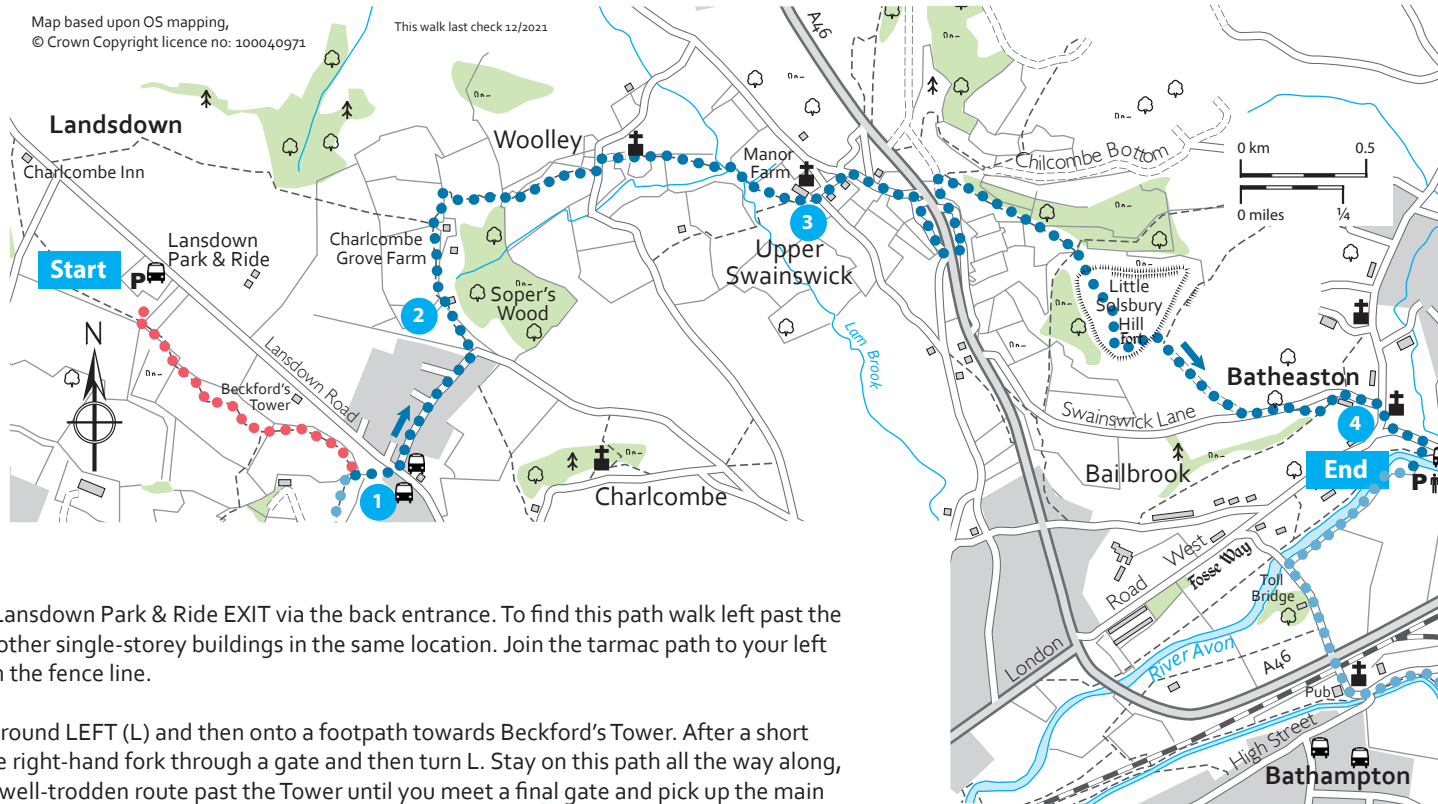 Map based upon OS mapping,
© Crown Copyright licence no: 100040971
This walk last check 12/2021
A46
Landsdown
Charlcombe Inn
Woolley
Manor
Farm
Chilcombe Bottom
0 km 0.5
0 miles ¼
Start
P
Lansdown
Park & Ride
Charlcombe
Grove Farm
3
Upper
Swainswick
2
Soper's
Wood
Little
Solsbury
Hill
Fort
N
Lansdown Road
Beckford's
Tower
Lam Brook
Batheaston
Swainswick Lane
4
1
Charlcombe
Bailbrook
End
P
London Road West
Fosse Way
Toll
Bridge
River Avon
A46
Pub
High Street
Bathampton
Lansdown Park & Ride EXIT via the back entrance. To find this path walk left past the
other single-storey buildings in the same location. Join the tarmac path to your left
the fence line.
round LEFT (L) and then onto a footpath towards Beckford's Tower. After a short
right-hand fork through a gate and then turn L. Stay on this path all the way along,
well-trodden route past the Tower until you meet a final gate and pick up the main